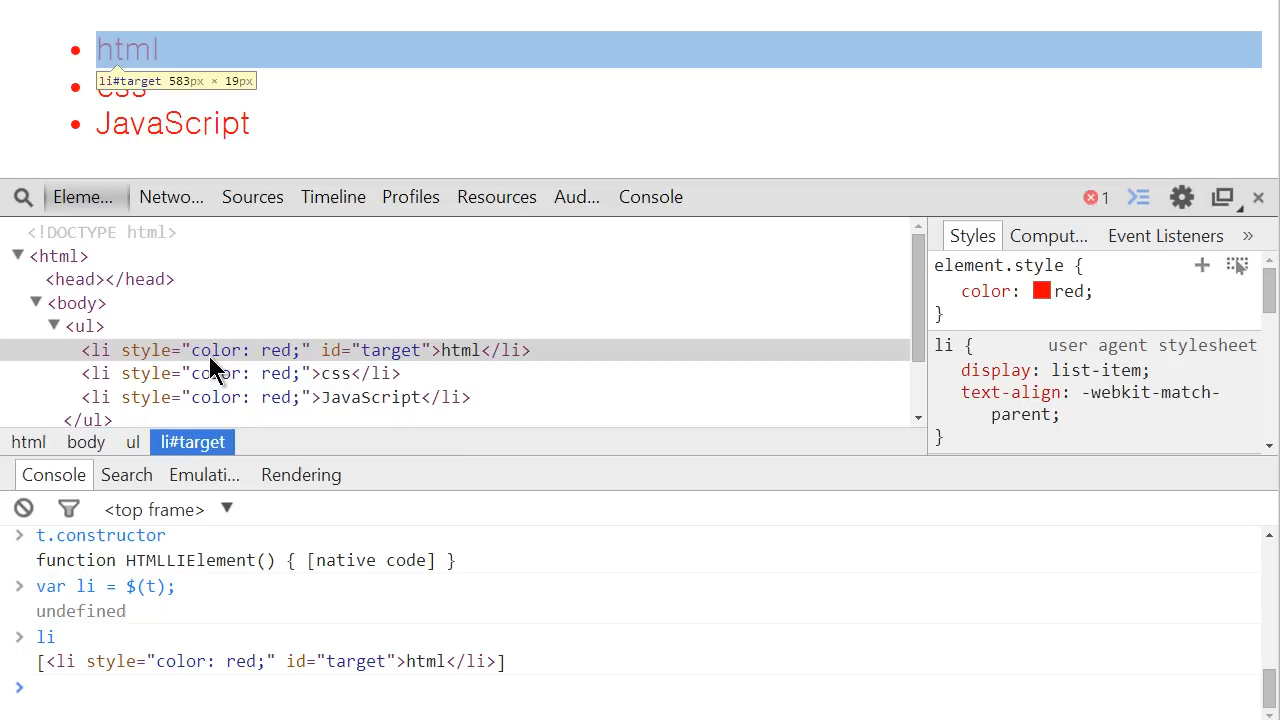 html
li#target 583px × 19px
css
JavaScript
Eleme... Netwo... Sources Timeline Profiles Resources Aud... Console 1
<!DOCTYPE html>
<html>
<head></head>
<body>
<ul>
<li style="color: red;" id="target">html</li>
<li style="color: red;">css</li>
<li style="color: red;">JavaScript</li>
</ul>
html body ul li#target
Styles Comput... Event Listeners »
element.style {
color: red;
}
li { user agent stylesheet
display: list-item;
text-align: -webkit-match-
parent;
}
Console Search Emulati... Rendering
<top frame>
> t.constructor
function HTMLLIElement() { [native code] }
> var li = $(t);
undefined
> li
[<li style="color: red;" id="target">html</li>]
>